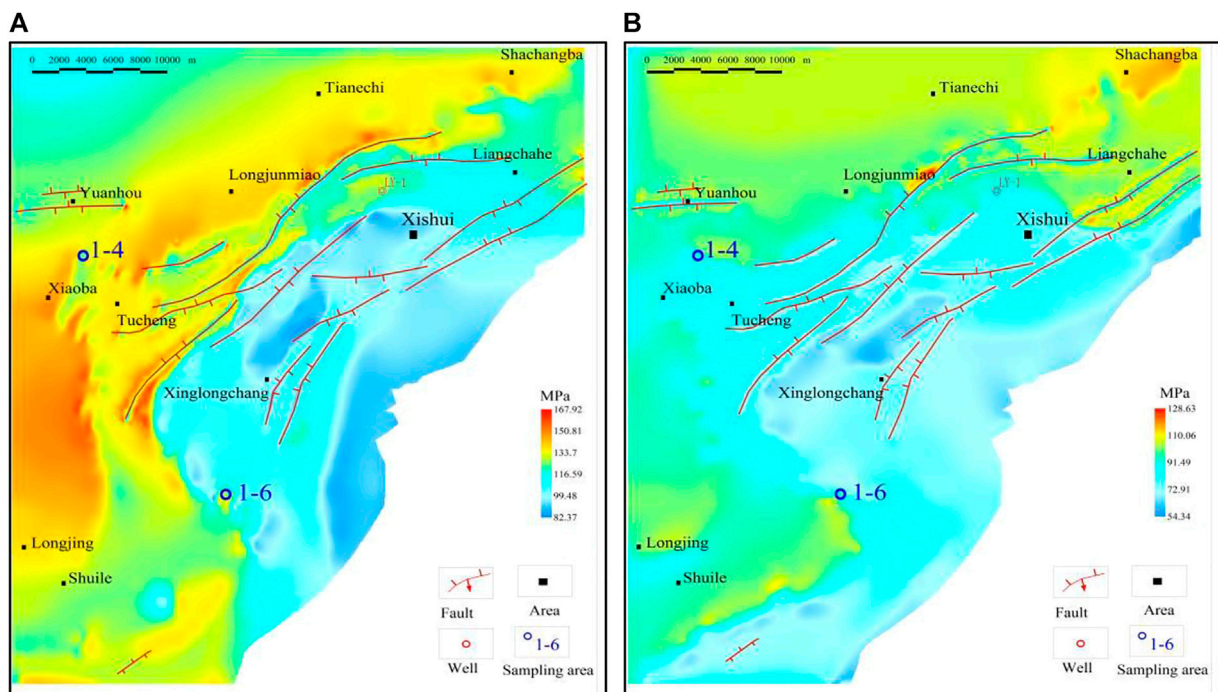 A
0 2000 4000 6000 8000 10000 m
Shachangba
Tianechi
Liangchahe
Longjunmiao
LY-1
Yuanhou
Xishui
1-4
Xiaoba
Tucheng
Xinglongchang
MPa
167.92
150.81
133.7
116.59
99.48
82.37
1-6
Longjing
Shuile
Fault
Area
1-6
Well
Sampling area
B
0 2000 4000 6000 8000 10000 m
Shachangba
Tianechi
Liangchahe
Longjunmiao
LY-1
Yuanhou
Xishui
1-4
Xiaoba
Tucheng
Xinglongchang
MPa
128.63
110.06
91.49
72.91
54.34
1-6
Longjing
Shuile
Fault
Area
1-6
Well
Sampling area